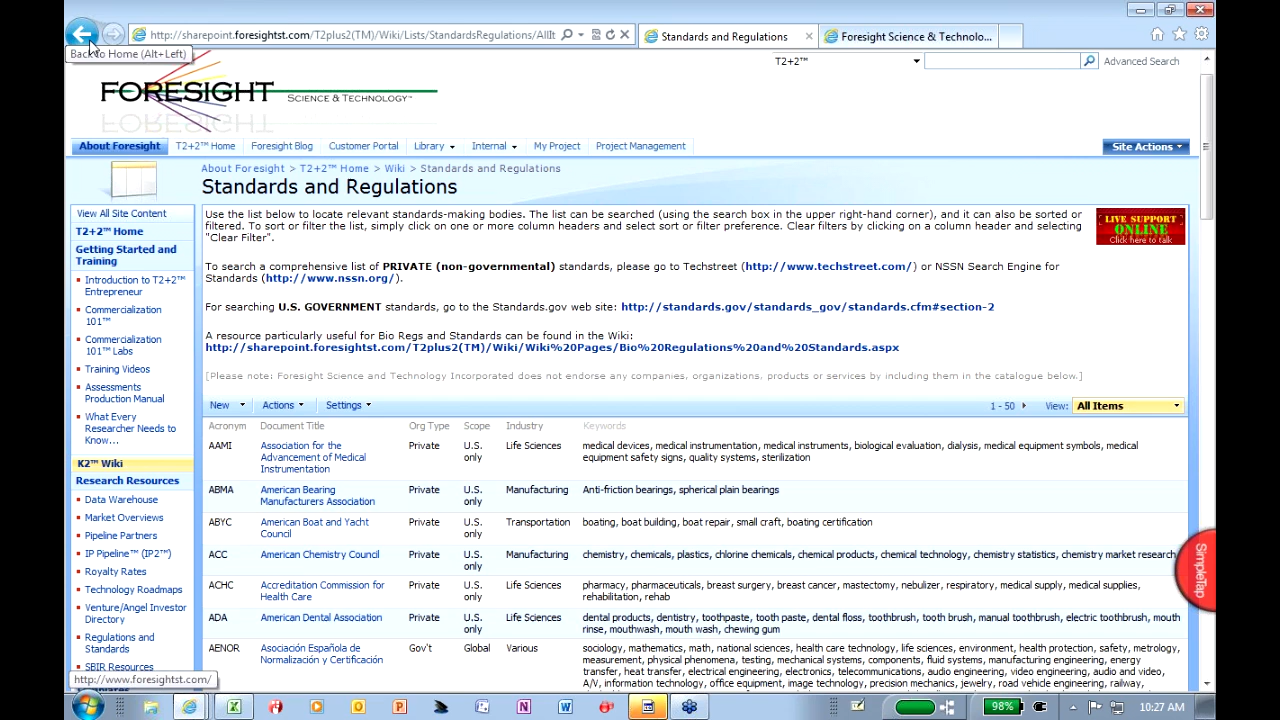 http://sharepoint.foresightst.com/T2plus2(TM)/Wiki/Lists/StandardsRegulations/AllIt
Standards and Regulations
Foresight Science & Technolo...
Back to Home (Alt+Left)
T2+2™
Advanced Search
FORESIGHT SCIENCE & TECHNOLOGY™
About Foresight T2+2™ Home Foresight Blog Customer Portal Library Internal My Project Project Management
Site Actions
About Foresight > T2+2™ Home > Wiki > Standards and Regulations
Standards and Regulations
View All Site Content
T2+2™ Home
Getting Started and
Training
Introduction to T2+2™
Entrepreneur
Commercialization
101™
Commercialization
101™ Labs
Training Videos
Assessments
Production Manual
What Every
Researcher Needs to
Know...
K2™ Wiki
Research Resources
Data Warehouse
Market Overviews
Pipeline Partners
IP Pipeline™ (IP2™)
Royalty Rates
Technology Roadmaps
Venture/Angel Investor
Directory
Regulations and
Standards
SBIR Resources
http://www.foresightst.com/
Use the list below to locate relevant standards-making bodies. The list can be searched (using the search box in the upper right-hand corner), and it can also be sorted or
filtered. To sort or filter the list, simply click on one or more column headers and select sort or filter preference. Clear filters by clicking on a column header and selecting
"Clear Filter".
LIVE SUPPORT
ONLINE
Click here to talk
To search a comprehensive list of PRIVATE (non-governmental) standards, please go to Techstreet (http://www.techstreet.com/) or NSSN Search Engine for
Standards (http://www.nssn.org/).
For searching U.S. GOVERNMENT standards, go to the Standards.gov web site: http://standards.gov/standards_gov/standards.cfm#section-2
A resource particularly useful for Bio Regs and Standards can be found in the Wiki:
http://sharepoint.foresightst.com/T2plus2(TM)/Wiki/Wiki%20Pages/Bio%20Regulations%20and%20Standards.aspx
[Please note: Foresight Science and Technology Incorporated does not endorse any companies, organizations, products or services by including them in the catalogue below.]
New Actions Settings 1 - 50 View: All Items
Acronym Document Title Org Type Scope Industry Keywords
AAMI Association for the Private U.S. Life Sciences medical devices, medical instrumentation, medical instruments, biological evaluation, dialysis, medical equipment symbols, medical
Advancement of Medical only equipment safety signs, quality systems, sterilization
Instrumentation
ABMA American Bearing Private U.S. Manufacturing Anti-friction bearings, spherical plain bearings
Manufacturers Association only
ABYC American Boat and Yacht Private U.S. Transportation boating, boat building, boat repair, small craft, boating certification
Council only
ACC American Chemistry Council Private U.S. Manufacturing chemistry, chemicals, plastics, chlorine chemicals, chemical products, chemical technology, chemistry statistics, chemistry market research
only
ACHC Accreditation Commission for Private U.S. Life Sciences pharmacy, pharmaceuticals, breast surgery, breast cancer, mastectomy, nebulizer, respiratory, medical supply, medical supplies,
Health Care only rehabilitation, rehab
ADA American Dental Association Private U.S. Life Sciences dental products, dentistry, toothpaste, tooth paste, dental floss, toothbrush, tooth brush, manual toothbrush, electric toothbrush, mouth
only rinse, mouthwash, mouth wash, chewing gum
AENOR Asociación Española de Gov't Global Various sociology, mathematics, math, national sciences, health care technology, life sciences, environment, health protection, safety, metrology,
Normalización y Certificación measurement, physical phenomena, testing, mechanical systems, components, fluid systems, manufacturing engineering, energy
transfer, heat transfer, electrical engineering, electronics, telecommunications, audio engineering, video engineering, audio and video,
A/V, information technology, office equipment, image technology, precision mechanics, jewelry, road vehicle engineering, railway,
SimpleTap
98%
10:27 AM